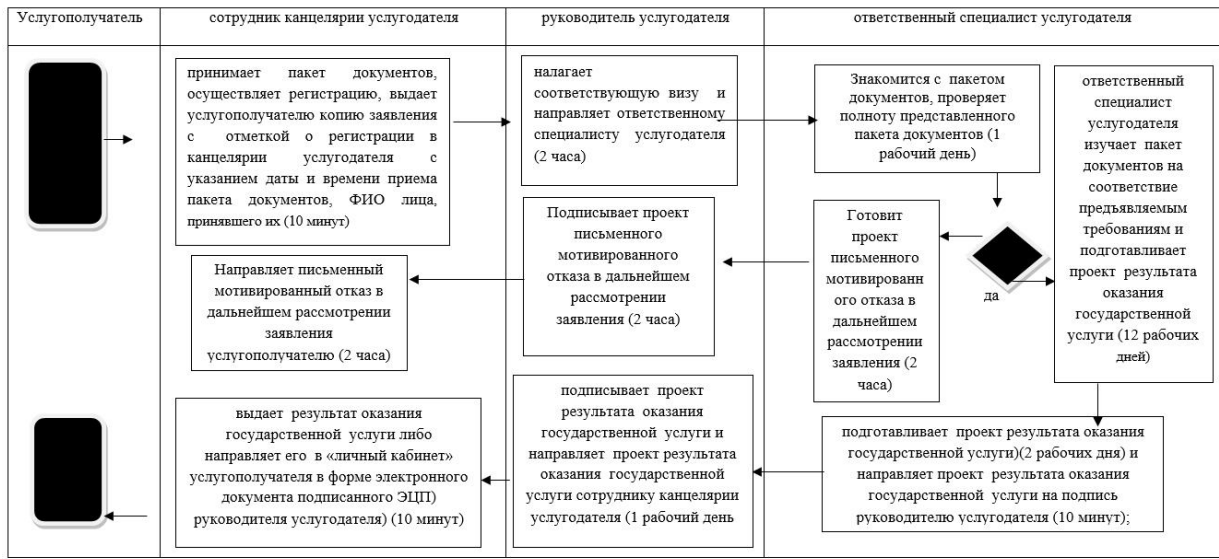 Услугополучатель
сотрудник канцелярии услугодателя
руководитель услугодателя
ответственный специалист услугодателя
принимает пакет документов,
осуществляет регистрацию, выдает
услугополучателю копию заявления
с отметкой о регистрации в
канцелярии услугодателя с
указанием даты и времени приема
пакета документов, ФИО лица,
принявшего их (10 минут)
налагает
соответствующую визу и
направляет ответственному
специалисту услугодателя
(2 часа)
Знакомится с пакетом
документов, проверяет
полноту представленного
пакета документов (1
рабочий день)
ответственный
специалист
услугодателя
изучает пакет
документов на
соответствие
предъявляемым
требованиям и
подготавливает
проект результата
оказания
государственной
услуги (12 рабочих
дней)
да
Готовит
проект
письменного
мотивированн
ого отказа в
дальнейшем
рассмотрении
заявления (2
часа)
Подписывает проект
письменного
мотивированного
отказа в дальнейшем
рассмотрении
заявления (2 часа)
Направляет письменный
мотивированный отказ в
дальнейшем рассмотрении
заявления
услугополучателю (2 часа)
подготавливает проект результата оказания
государственной услуги)(2 рабочих дня) и
направляет проект результата оказания
государственной услуги на подпись
руководителю услугодателя (10 минут);
подписывает проект
результата оказания
государственной услуги и
направляет проект результата
оказания государственной
услуги сотруднику канцелярии
услугодателя (1 рабочий день
выдает результат оказания
государственной услуги либо
направляет его в «личный кабинет»
услугополучателя в форме электронного
документа подписанного ЭЦП)
руководителя услугодателя) (10 минут)